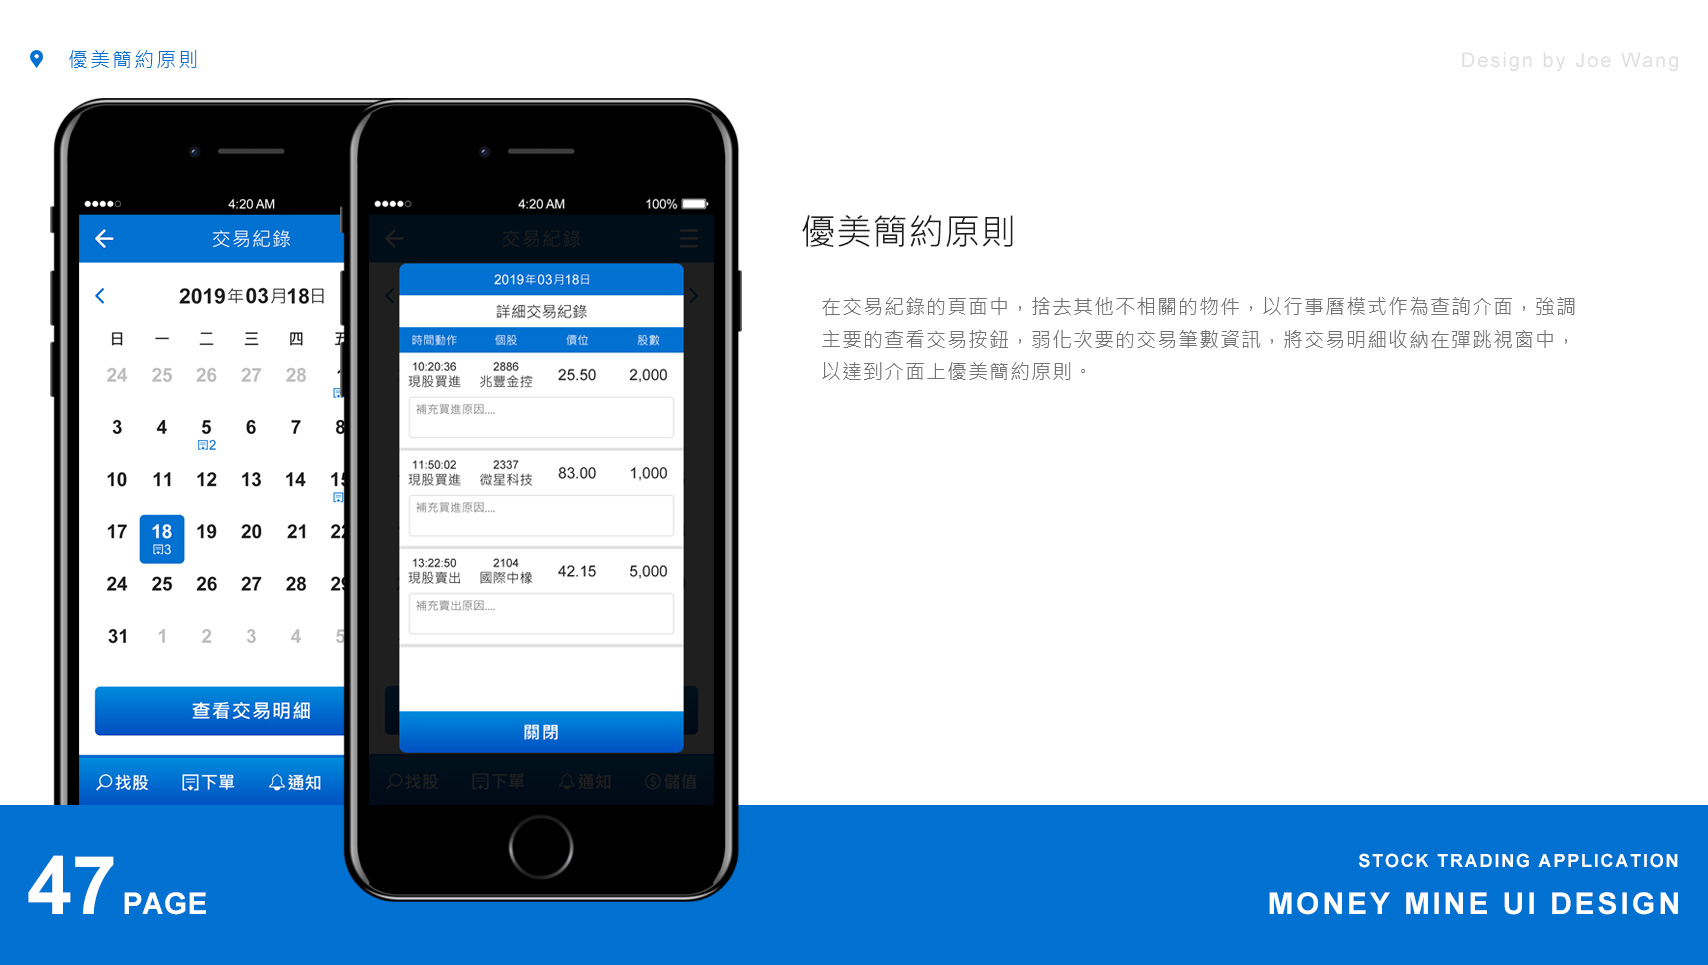 優美簡約原則
Design by Joe Wang
4:20 AM
交易紀錄
2019年03月18日
日 一 二 三 四 五
24 25 26 27 28 1
3 4 5 6 7 8
2
10 11 12 13 14 15
17 18 19 20 21 22
3
24 25 26 27 28 29
31 1 2 3 4 5
查看交易明細
找股 下單 通知
4:20 AM 100%
交易紀錄
2019年03月18日
詳細交易紀錄
時間動作 個股 價位 股數
10:20:36 2886
現股買進 兆豐金控 25.50 2,000
補充買進原因....
11:50:02 2337
現股買進 微星科技 83.00 1,000
補充買進原因....
13:22:50 2104
現股賣出 國際中橡 42.15 5,000
補充賣出原因....
關閉
找股 下單 通知 儲值
優美簡約原則
在交易紀錄的頁面中，捨去其他不相關的物件，以行事曆模式作為查詢介面，強調
主要的查看交易按鈕，弱化次要的交易筆數資訊，將交易明細收納在彈跳視窗中，
以達到介面上優美簡約原則。
47 PAGE
STOCK TRADING APPLICATION
MONEY MINE UI DESIGN